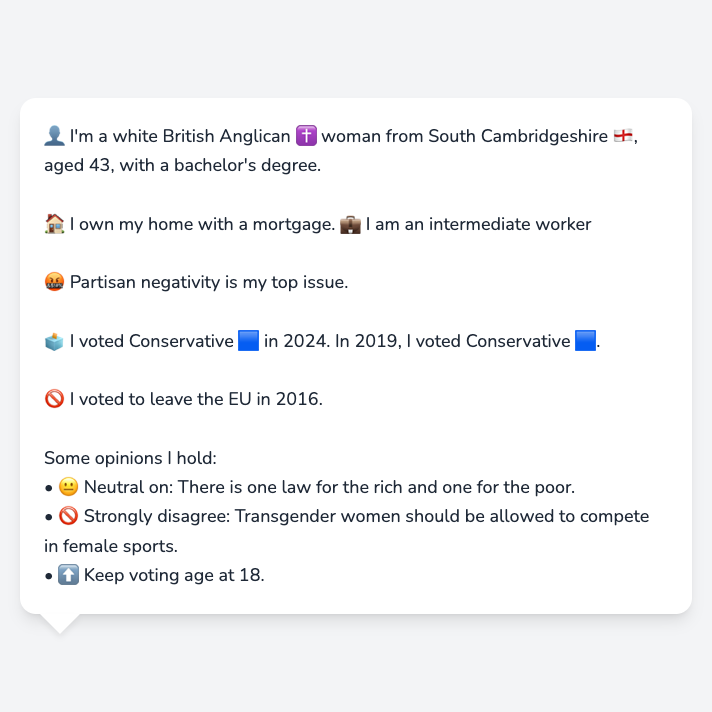 👤 I'm a white British Anglican ✝️ woman from South Cambridgeshire 🏴󠁧󠁢󠁥󠁮󠁧󠁿,
aged 43, with a bachelor's degree.
🏠 I own my home with a mortgage. 💼 I am an intermediate worker
🤬 Partisan negativity is my top issue.
🗳️ I voted Conservative 🟦 in 2024. In 2019, I voted Conservative 🟦.
🚫 I voted to leave the EU in 2016.
Some opinions I hold:
• 😐 Neutral on: There is one law for the rich and one for the poor.
• 🚫 Strongly disagree: Transgender women should be allowed to compete
in female sports.
• ⬆️ Keep voting age at 18.